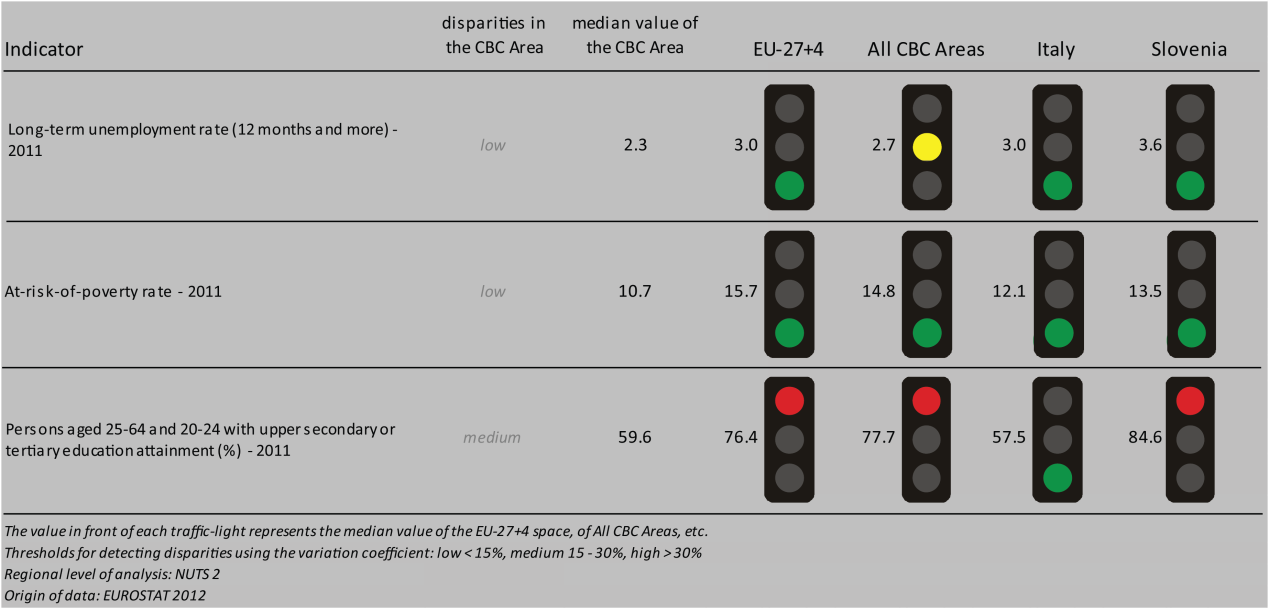 Indicator
disparities in
the CBC Area
median value of
the CBC Area
EU-27+4
All CBC Areas
Italy
Slovenia
Long-term unemployment rate (12 months and more) -
2011
low
2.3
3.0
2.7
3.0
3.6
At-risk-of-poverty rate - 2011
low
10.7
15.7
14.8
12.1
13.5
Persons aged 25-64 and 20-24 with upper secondary or
tertiary education attainment (%) - 2011
medium
59.6
76.4
77.7
57.5
84.6
The value in front of each traffic-light represents the median value of the EU-27+4 space, of All CBC Areas, etc.
Thresholds for detecting disparities using the variation coefficient: low < 15%, medium 15 - 30%, high > 30%
Regional level of analysis: NUTS 2
Origin of data: EUROSTAT 2012